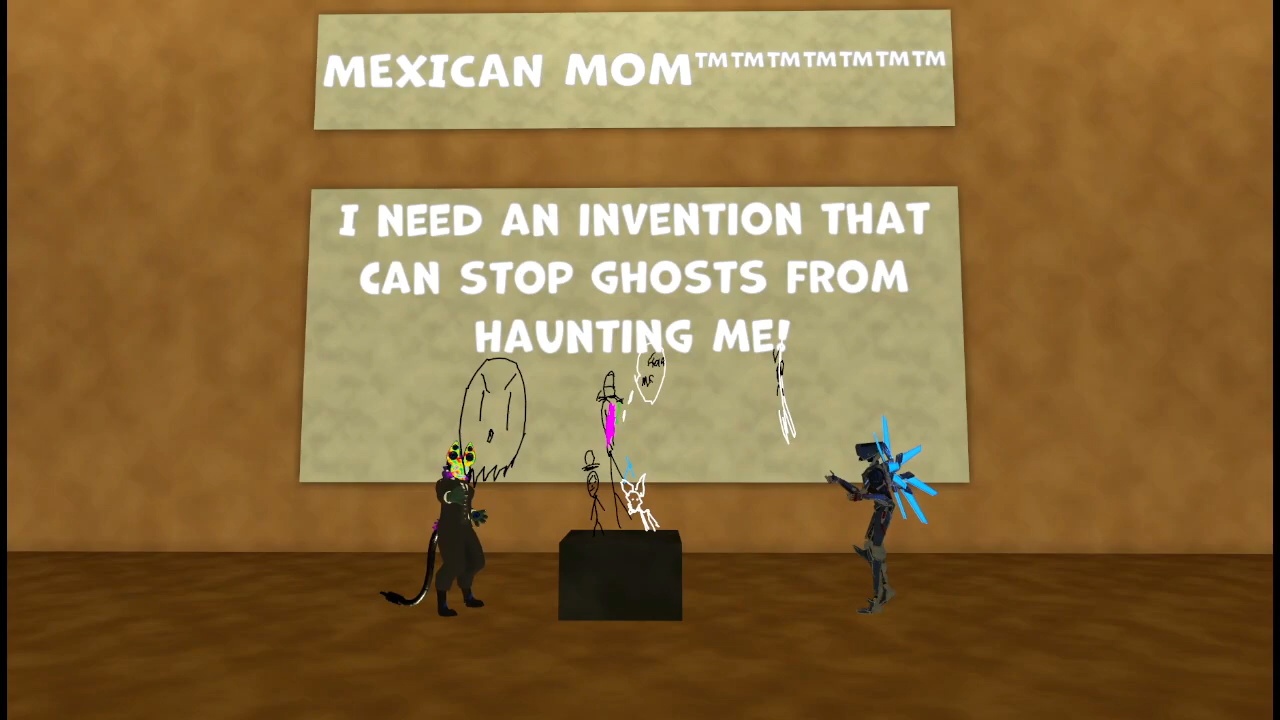 MEXICAN MOM™™™™™™™
I NEED AN INVENTION THAT
CAN STOP GHOSTS FROM
HAUNTING ME!